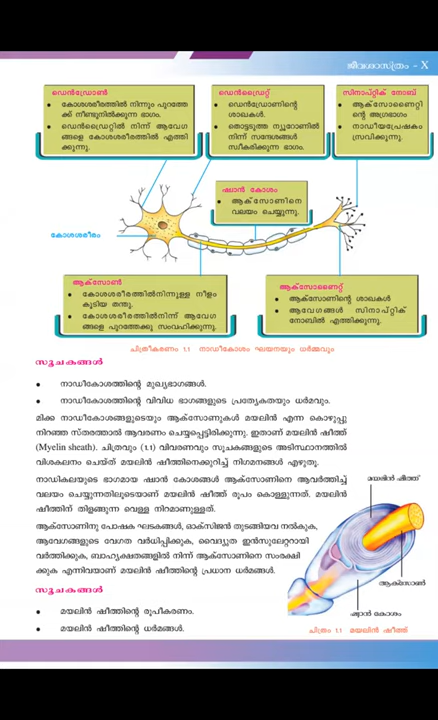 ജീവശാസ്ത്രം - X
ഡെൻഡ്രോൺ
കോശശരീരത്തിൽ നിന്നും പുറത്തേ
ക്ക് നീണ്ടുനിൽക്കുന്ന ഭാഗം.
ഡെൻഡ്രൈറ്റിൽ നിന്ന് ആവേഗ
ങ്ങളെ കോശശരീരത്തിൽ എത്തി
ക്കുന്നു.
ഡെൻഡ്രൈറ്റ്
ഡെൻഡ്രോണിന്റെ
ശാഖകൾ.
തൊട്ടടുത്ത ന്യൂറോണിൽ
നിന്ന് സന്ദേശങ്ങൾ
സ്വീകരിക്കുന്ന ഭാഗം.
സിനാപ്റ്റിക് നോബ്
ആക്സോണൈറ്റി
ന്റെ അഗ്രഭാഗം
നാഡീയപ്രേഷകം
സ്രവിക്കുന്നു.
ഷ്വാൻ കോശം
ആക്സോണിനെ
വലയം ചെയ്യുന്നു.
കോശശരീരം
ആക്സോൺ
കോശശരീരത്തിൽനിന്നുള്ള നീളം
കൂടിയ തന്തു.
കോശശരീരത്തിൽനിന്ന് ആവേഗ
ങ്ങളെ പുറത്തേക്കു സംവഹിക്കുന്നു.
ആക്സോണൈറ്റ്
ആക്സോണിന്റെ ശാഖകൾ
ആവേഗങ്ങൾ സിനാപ്റ്റിക്
നോബിൽ എത്തിക്കുന്നു.
ചിത്രീകരണം 1.1 നാഡീകോശം ഘടനയും ധർമ്മവും
സൂചകങ്ങൾ
നാഡീകോശത്തിന്റെ മുഖ്യഭാഗങ്ങൾ.
നാഡീകോശത്തിന്റെ വിവിധ ഭാഗങ്ങളുടെ പ്രത്യേകതയും ധർമവും.
മിക്ക നാഡീകോശങ്ങളുടെയും ആക്സോണുകൾ മയലിൻ എന്ന കൊഴുപ്പു
നിറഞ്ഞ സ്തരത്താൽ ആവരണം ചെയ്യപ്പെട്ടിരിക്കുന്നു. ഇതാണ് മയലിൻ ഷീത്ത്
(Myelin sheath). ചിത്രവും (1.1) വിവരണവും സൂചകങ്ങളുടെ അടിസ്ഥാനത്തിൽ
വിശകലനം ചെയ്ത് മയലിൻ ഷീത്തിനെക്കുറിച്ച് നിഗമനങ്ങൾ എഴുതൂ.
നാഡികലയുടെ ഭാഗമായ ഷ്വാൻ കോശങ്ങൾ ആക്സോണിനെ ആവർത്തിച്ച്
വലയം ചെയ്യുന്നതിലൂടെയാണ് മയലിൻ ഷീത്ത് രൂപം കൊള്ളുന്നത്. മയലിൻ
ഷീത്തിന് തിളങ്ങുന്ന വെള്ള നിറമാണുള്ളത്.
ആക്സോണിനു പോഷക ഘടകങ്ങൾ, ഓക്സിജൻ തുടങ്ങിയവ നൽകുക,
ആവേഗങ്ങളുടെ വേഗത വർധിപ്പിക്കുക, വൈദ്യുത ഇൻസുലേറ്ററായി
വർത്തിക്കുക, ബാഹ്യക്ഷതങ്ങളിൽ നിന്ന് ആക്സോണിനെ സംരക്ഷി
ക്കുക എന്നിവയാണ് മയലിൻ ഷീത്തിന്റെ പ്രധാന ധർമങ്ങൾ.
സൂചകങ്ങൾ
മയലിൻ ഷീത്തിന്റെ രൂപീകരണം.
മയലിൻ ഷീത്തിന്റെ ധർമങ്ങൾ.
മയലിൻ ഷീത്ത്
ആക്സോൺ
ഷ്വാൻ കോശം
ചിത്രം 1.1 മയലിൻ ഷീത്ത്